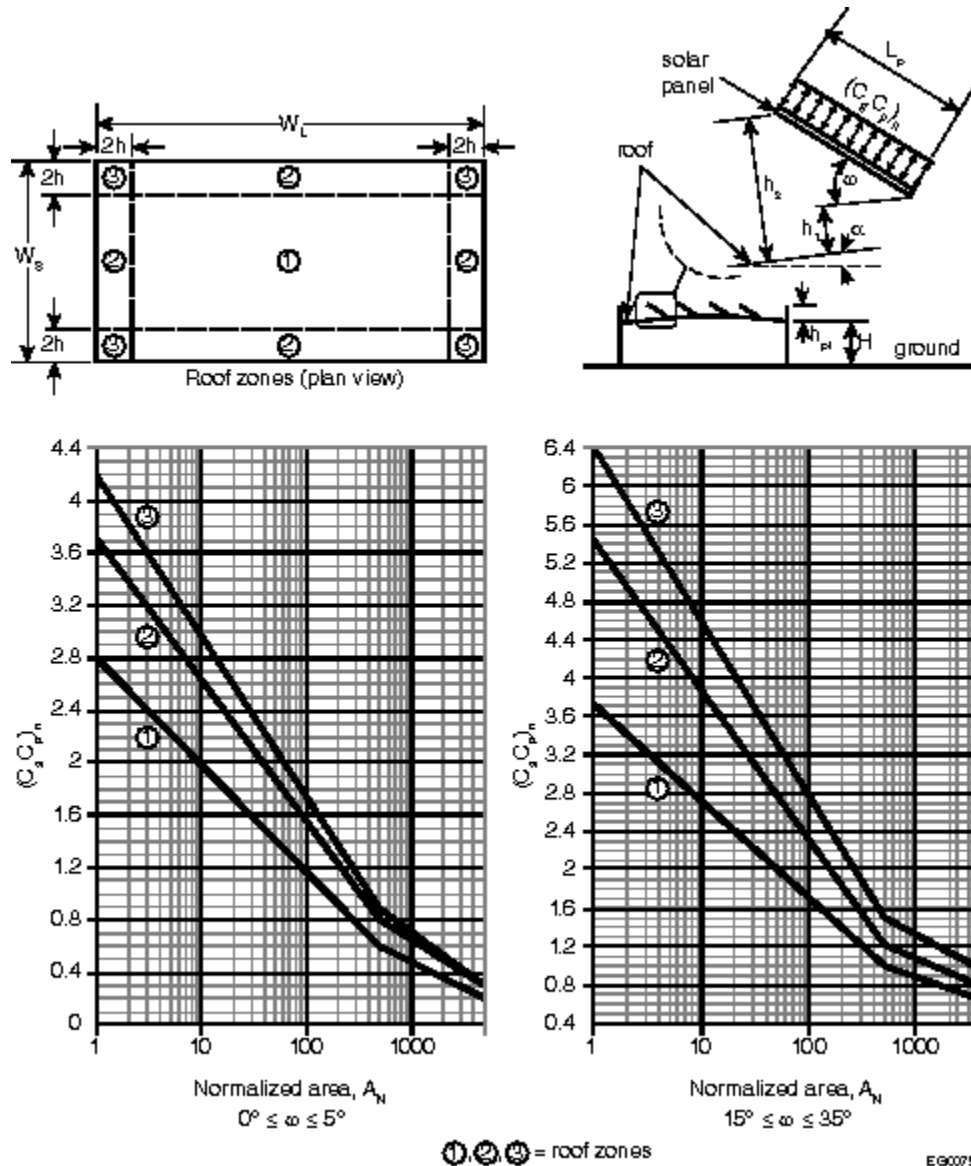 W_L
2h 2h
2h
③ ② ③
W_S
② ① ②
2h
③ ② ③
Roof zones (plan view)
solar
panel
L_p
(C_g C_p)_n
roof
h_2
ω
h_1
α
h_pt
H
ground
4.4
4
3.6
3.2
2.8
2.4
2
1.6
1.2
0.8
0.4
0
(C_g C_p)_n
③
②
①
1 10 100 1000
Normalized area, A_N
0° ≤ ω ≤ 5°
6.4
6
5.6
5.2
4.8
4.4
4
3.6
3.2
2.8
2.4
2
1.6
1.2
0.8
0.4
(C_g C_p)_n
③
②
①
1 10 100 1000
Normalized area, A_N
15° ≤ ω ≤ 35°
①,②,③ = roof zones